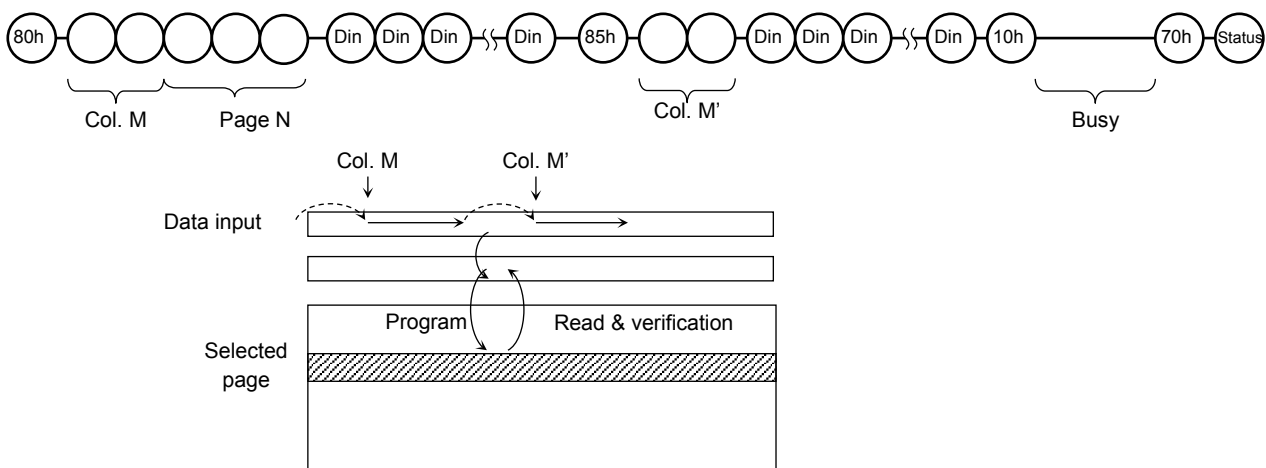 80h Din Din Din Din 85h Din Din Din Din 10h 70h Status
Col. M Page N Col. M’ Busy
Col. M Col. M’
Data input
Program Read & verification
Selected
page